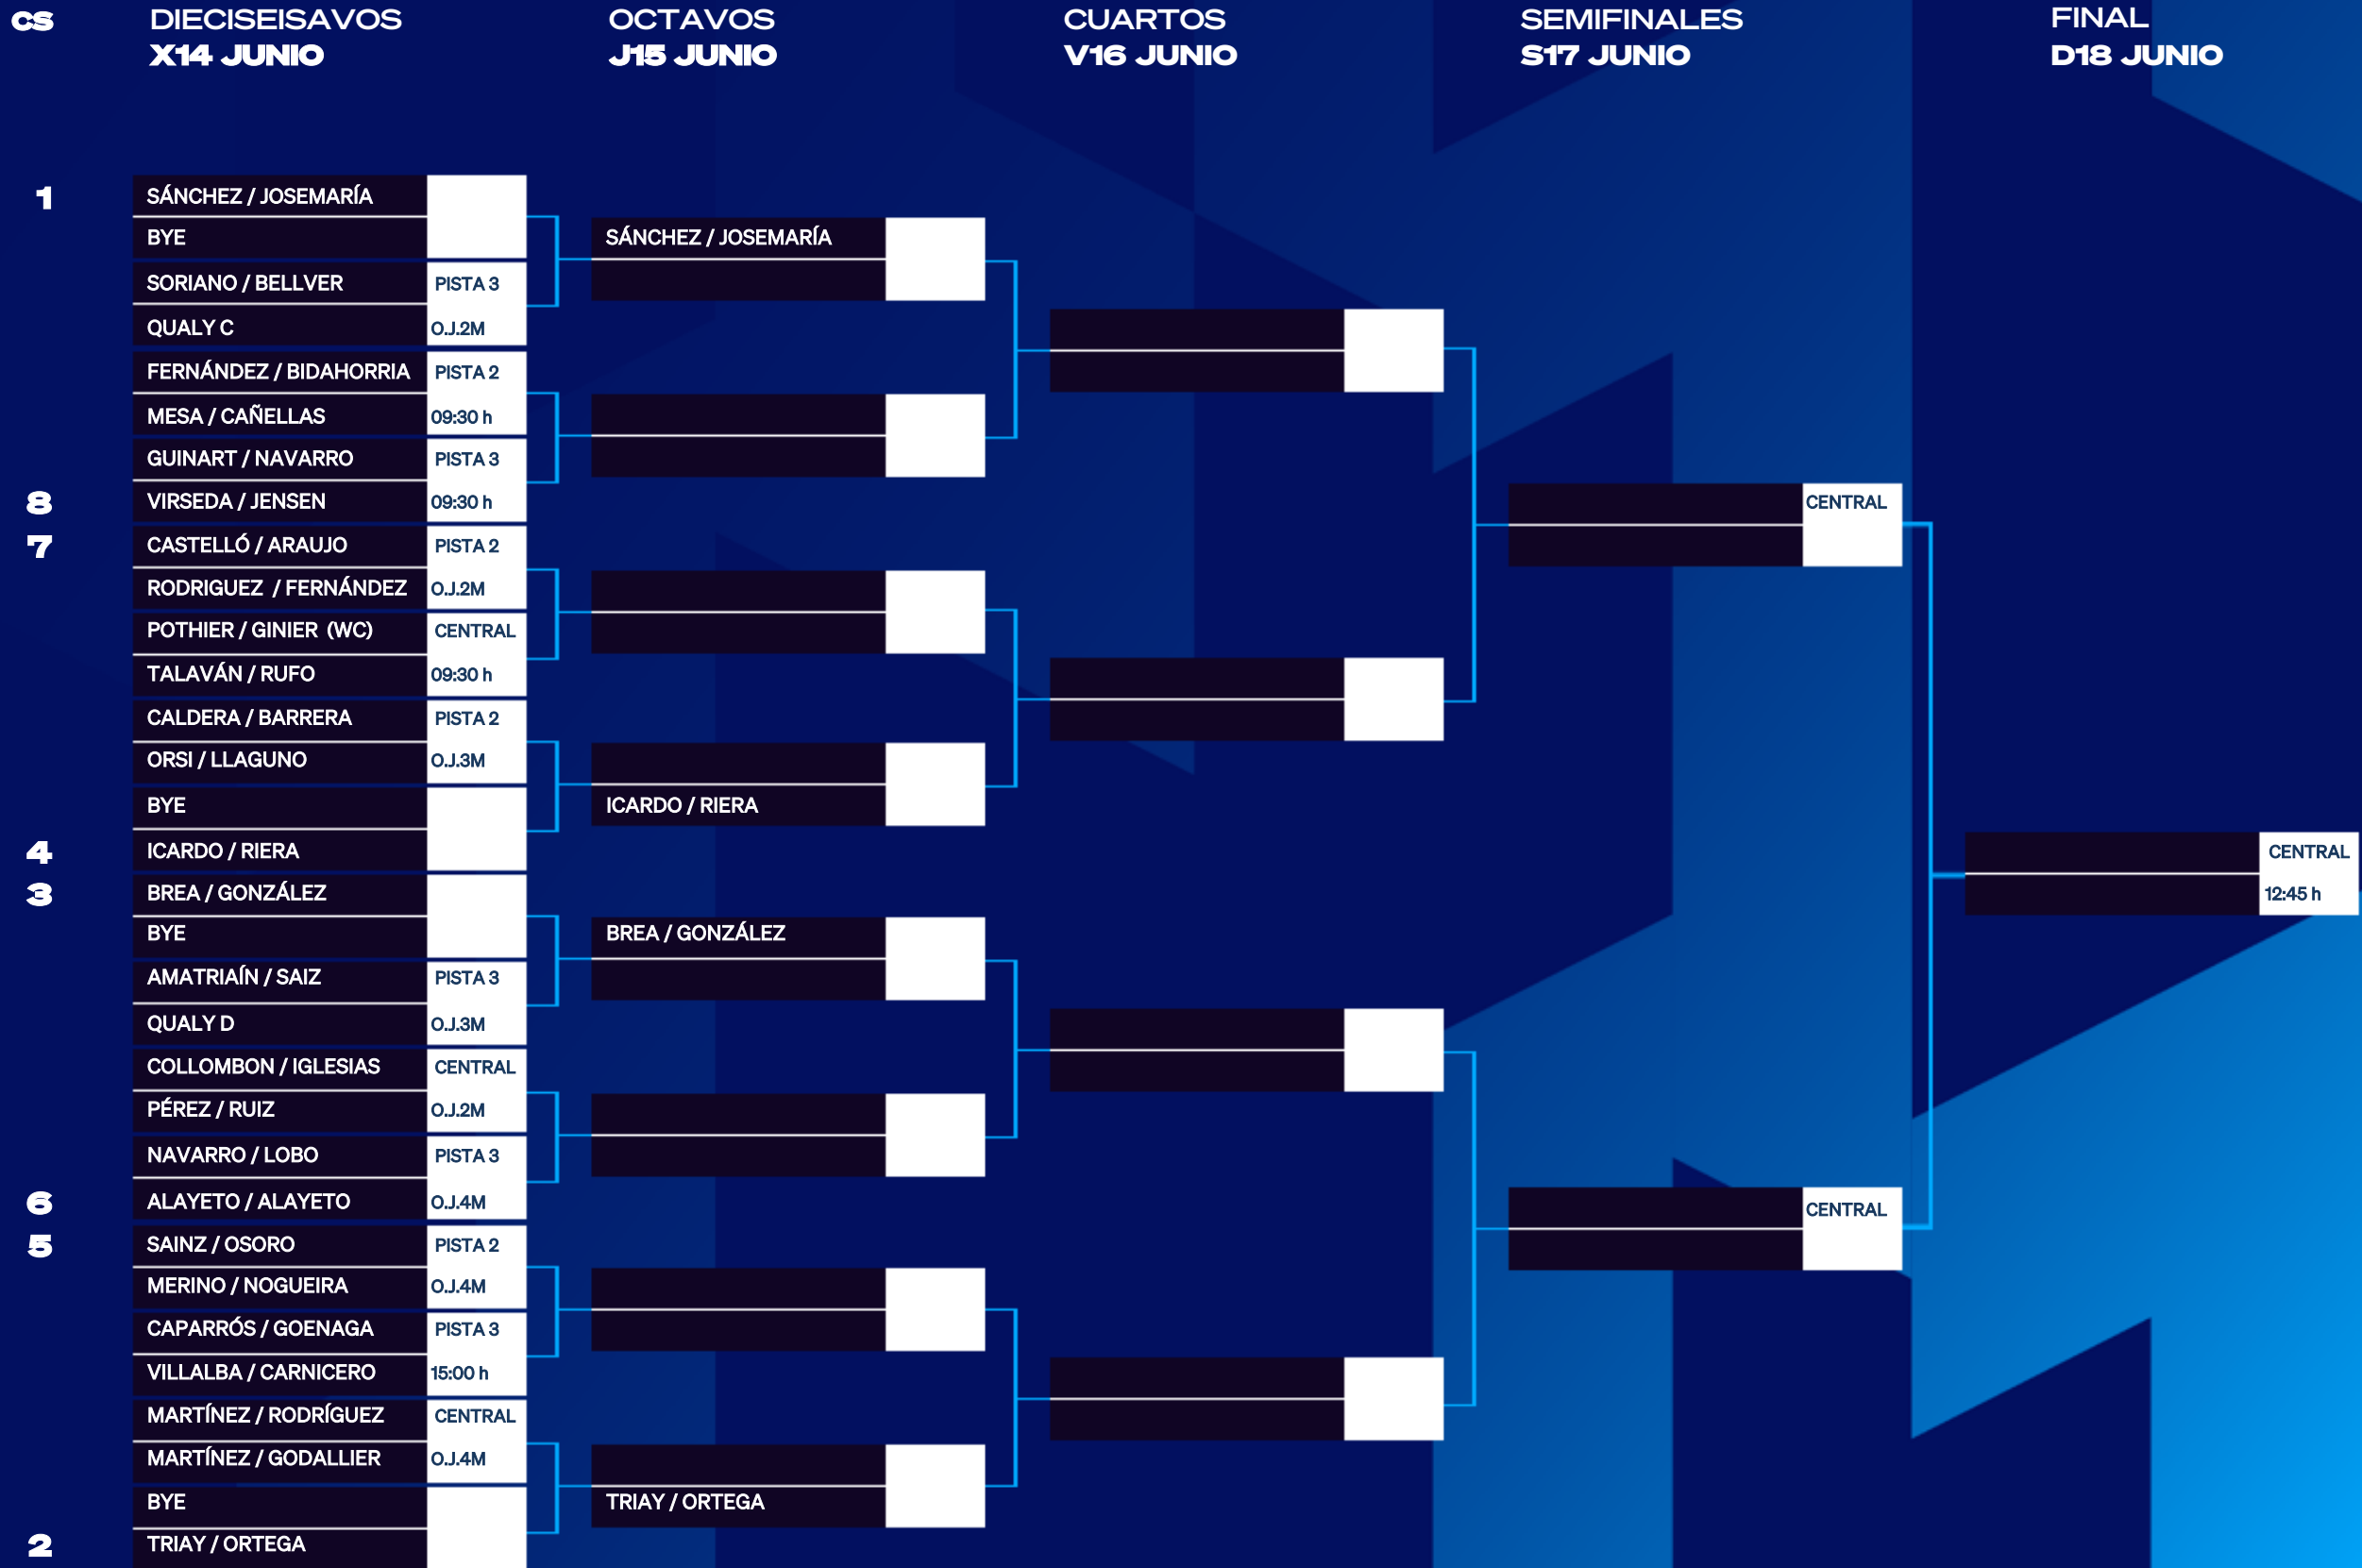 CS
DIECISEISAVOS
X14 JUNIO
OCTAVOS
J15 JUNIO
CUARTOS
V16 JUNIO
SEMIFINALES
S17 JUNIO
FINAL
D18 JUNIO
1
SÁNCHEZ / JOSEMARÍA
BYE
SORIANO / BELLVER
PISTA 3
QUALY C
O.J.2M
FERNÁNDEZ / BIDAHORRIA
PISTA 2
MESA / CAÑELLAS
09:30 h
GUINART / NAVARRO
PISTA 3
8
VIRSEDA / JENSEN
09:30 h
7
CASTELLÓ / ARAUJO
PISTA 2
RODRIGUEZ / FERNÁNDEZ
O.J.2M
POTHIER / GINIER (WC)
CENTRAL
TALAVÁN / RUFO
09:30 h
CALDERA / BARRERA
PISTA 2
ORSI / LLAGUNO
O.J.3M
BYE
4
ICARDO / RIERA
3
BREA / GONZÁLEZ
BYE
AMATRIAÍN / SAIZ
PISTA 3
QUALY D
O.J.3M
COLLOMBON / IGLESIAS
CENTRAL
PÉREZ / RUIZ
O.J.2M
NAVARRO / LOBO
PISTA 3
6
ALAYETO / ALAYETO
O.J.4M
5
SAINZ / OSORO
PISTA 2
MERINO / NOGUEIRA
O.J.4M
CAPARRÓS / GOENAGA
PISTA 3
VILLALBA / CARNICERO
15:00 h
MARTÍNEZ / RODRÍGUEZ
CENTRAL
MARTÍNEZ / GODALLIER
O.J.4M
BYE
2
TRIAY / ORTEGA
SÁNCHEZ / JOSEMARÍA
ICARDO / RIERA
BREA / GONZÁLEZ
TRIAY / ORTEGA
CENTRAL
CENTRAL
CENTRAL
12:45 h